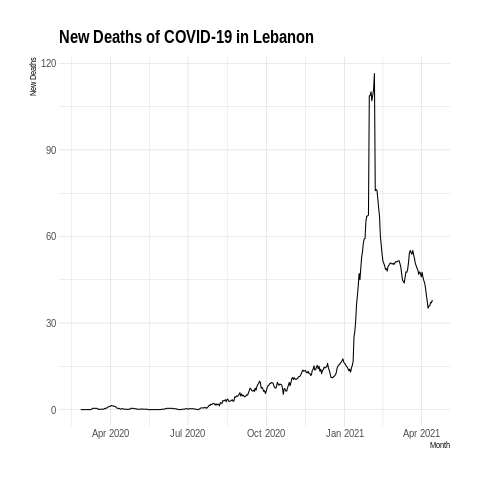 New Deaths of COVID-19 in Lebanon
New Deaths
120
90
60
30
0
Apr 2020
Jul 2020
Oct 2020
Jan 2021
Apr 2021
Month